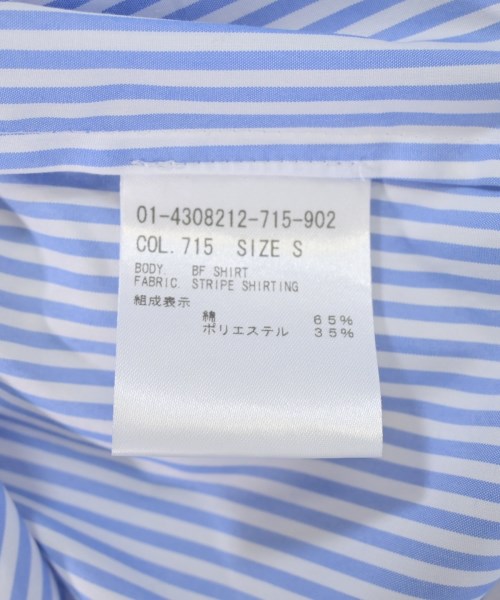 01-4308212-715-902
COL. 715 SIZE S
BODY BF SHIRT
FABRIC. STRIPE SHIRTING
組成表示
綿 65%
ポリエステル 35%